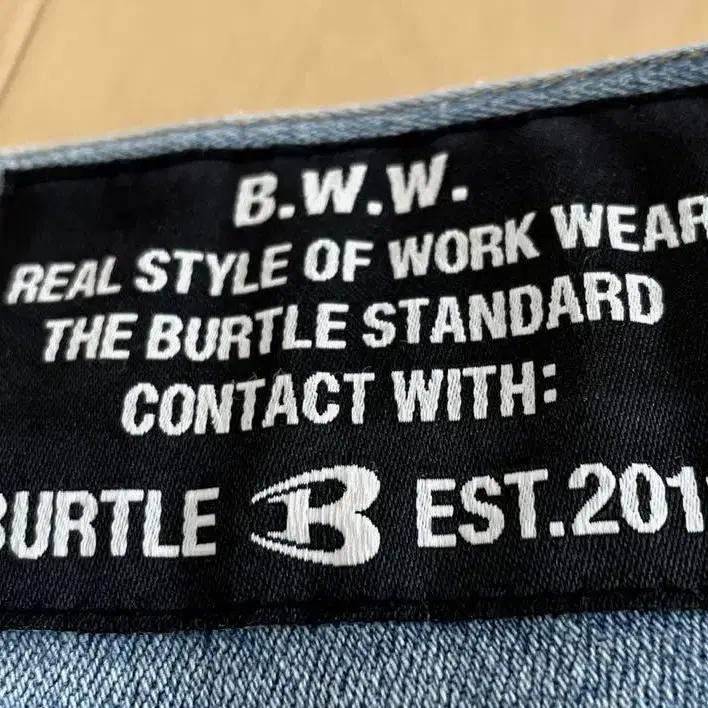 B.W.W.
REAL STYLE OF WORK WEAR
THE BURTLE STANDARD
CONTACT WITH:
BURTLE B EST.201